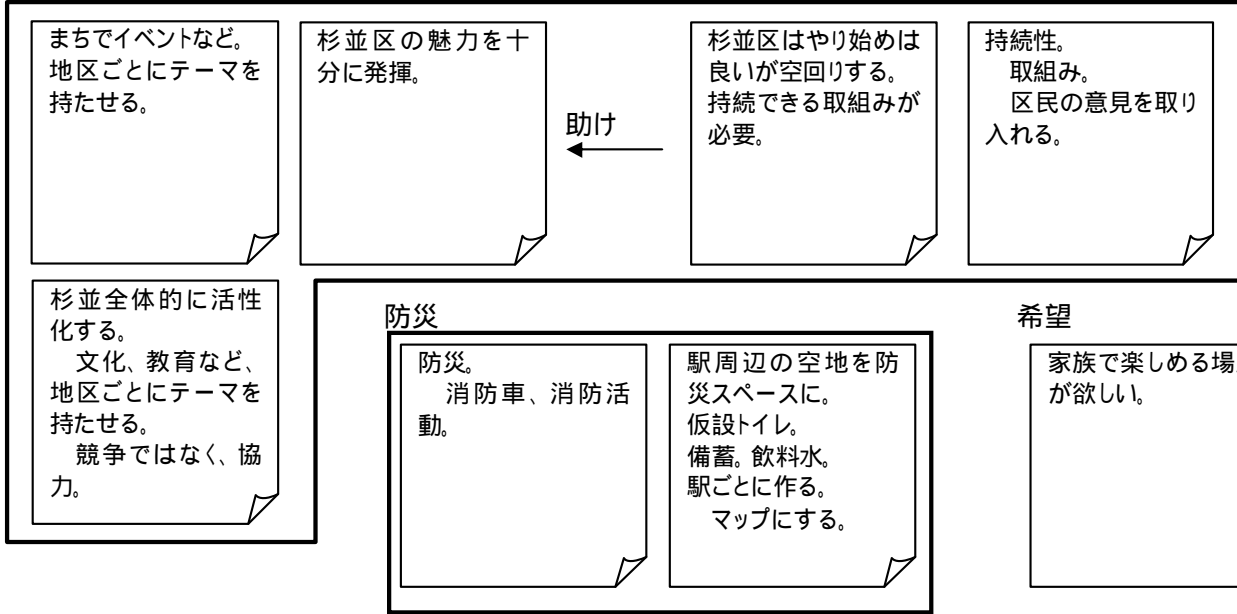 まちでイベントなど。
地区ごとにテーマを
持たせる。
杉並区の魅力を十
分に発揮。
助け
杉並区はやり始めは
良いが空回りする。
持続できる取組みが
必要。
持続性。
取組み。
区民の意見を取り
入れる。
杉並全体的に活性
化する。
文化、教育など、
地区ごとにテーマを
持たせる。
競争ではなく、協
力。
防災
防災。
消防車、消防活
動。
駅周辺の空地を防
災スペースに。
仮設トイレ。
備蓄。飲料水。
駅ごとに作る。
マップにする。
希望
家族で楽しめる場
が欲しい。